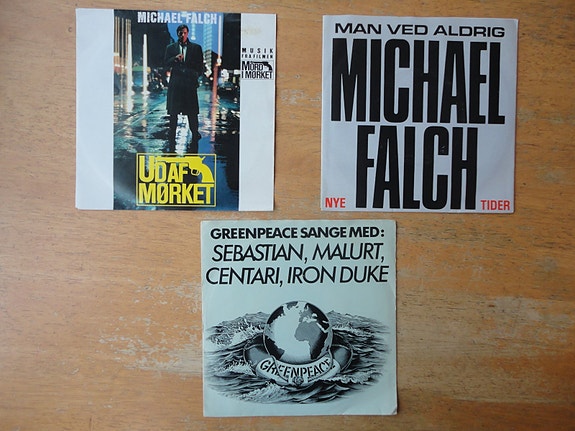 MICHAEL FALCH
MUSIK
FRA FILMEN
MORD
I MØRKET
UD AF
MØRKET
MAN VED ALDRIG
MICHAEL
FALCH
NYE TIDER
GREENPEACE SANGE MED:
SEBASTIAN, MALURT,
CENTARI, IRON DUKE
GREENPEACE